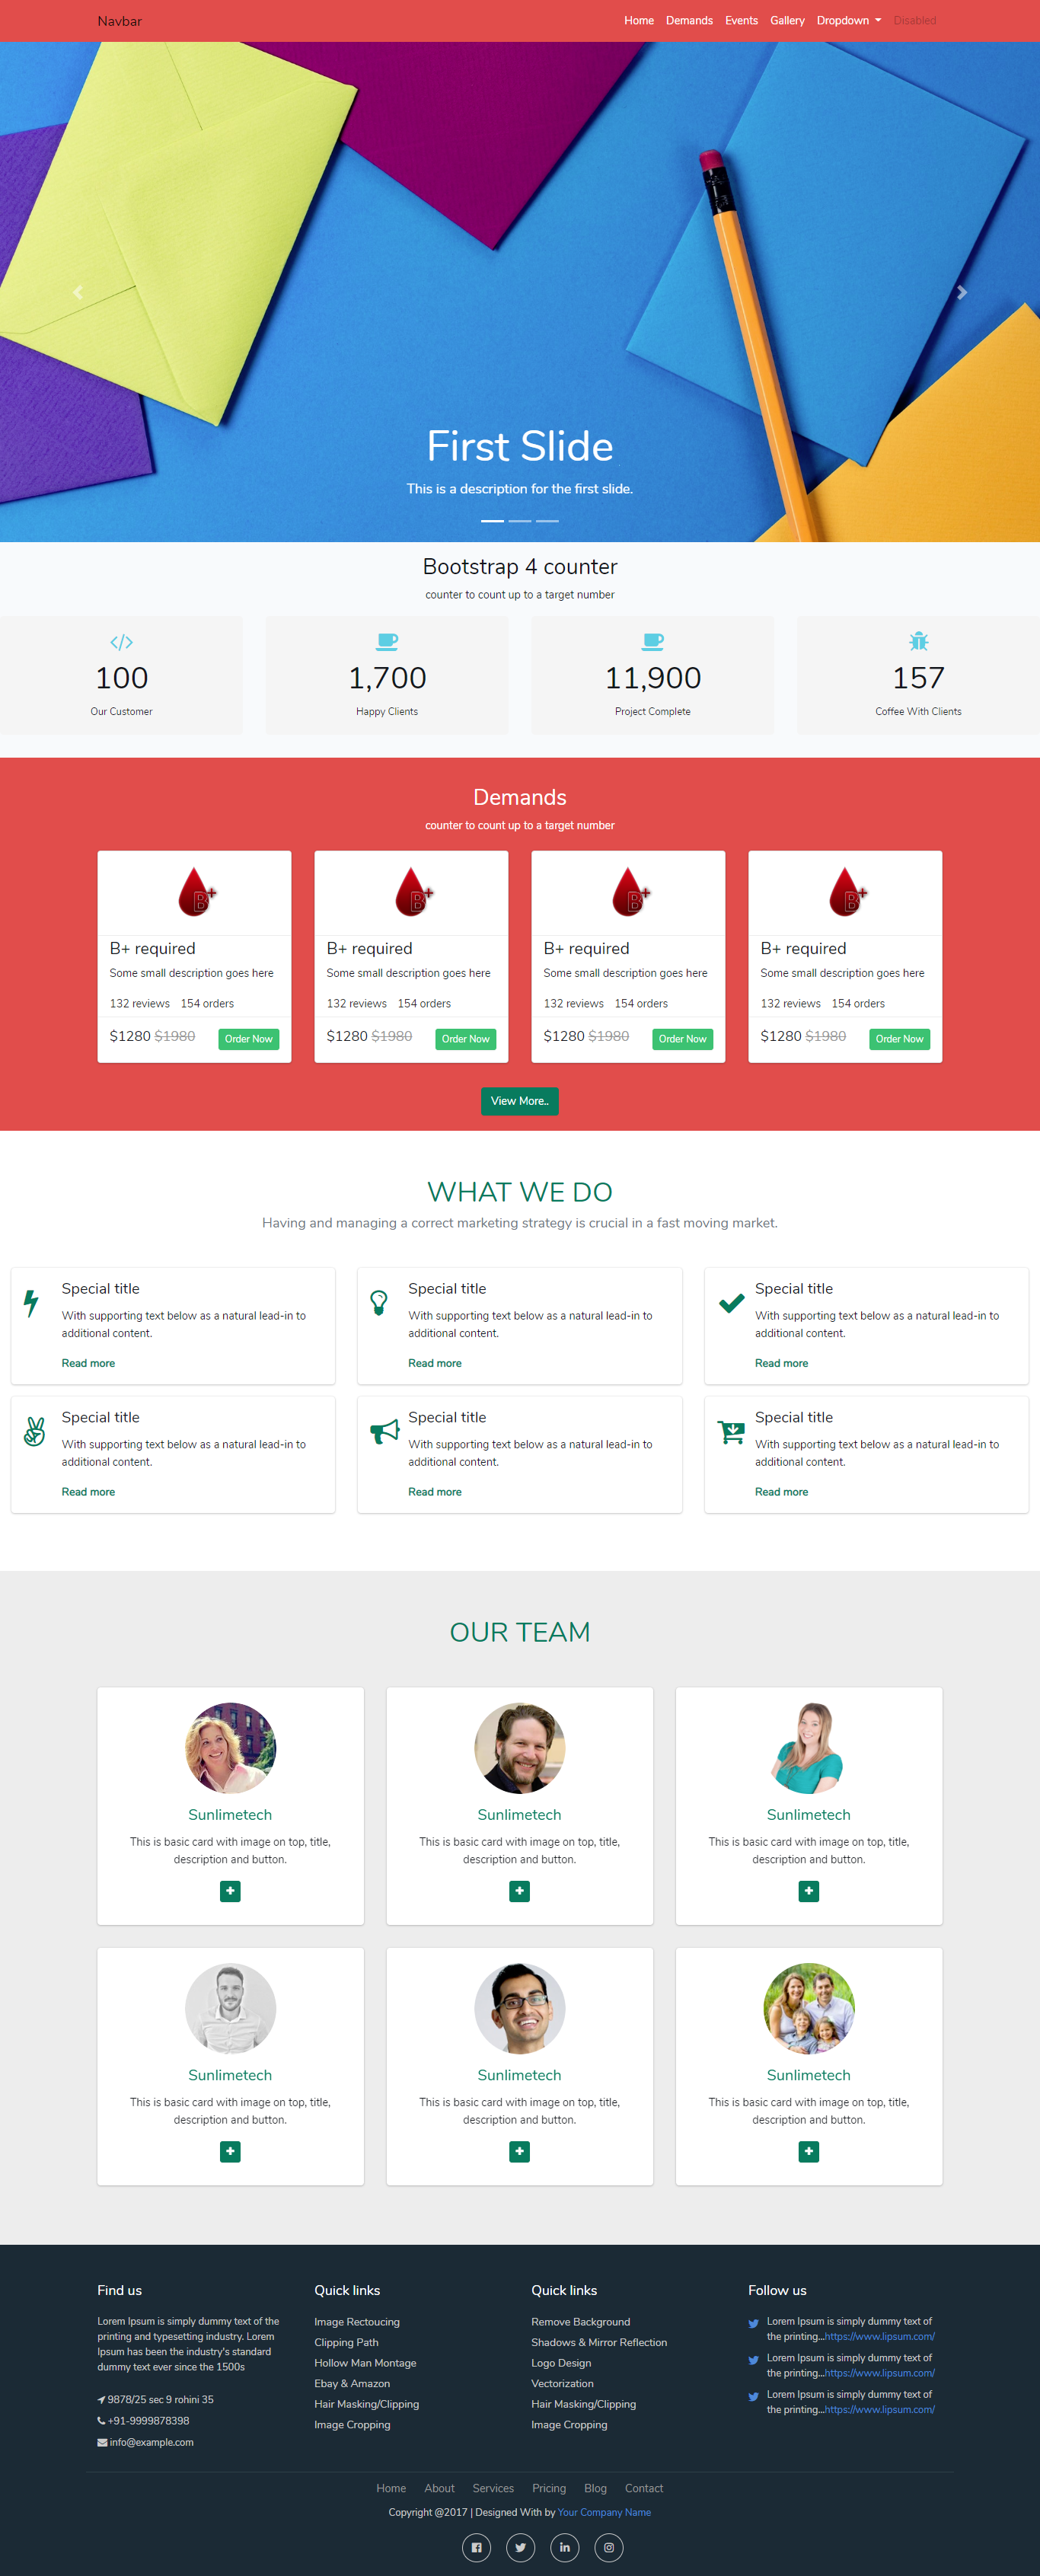 Navbar
Home Demands Events Gallery Dropdown Disabled
First Slide
This is a description for the first slide.
Bootstrap 4 counter
counter to count up to a target number
100
Our Customer
1,700
Happy Clients
11,900
Project Complete
157
Coffee With Clients
Demands
counter to count up to a target number
B+
B+ required
Some small description goes here
132 reviews 154 orders
$1280 $1980 Order Now
B+
B+ required
Some small description goes here
132 reviews 154 orders
$1280 $1980 Order Now
B+
B+ required
Some small description goes here
132 reviews 154 orders
$1280 $1980 Order Now
B+
B+ required
Some small description goes here
132 reviews 154 orders
$1280 $1980 Order Now
View More..
WHAT WE DO
Having and managing a correct marketing strategy is crucial in a fast moving market.
Special title
With supporting text below as a natural lead-in to
additional content.
Read more
Special title
With supporting text below as a natural lead-in to
additional content.
Read more
Special title
With supporting text below as a natural lead-in to
additional content.
Read more
Special title
With supporting text below as a natural lead-in to
additional content.
Read more
Special title
With supporting text below as a natural lead-in to
additional content.
Read more
Special title
With supporting text below as a natural lead-in to
additional content.
Read more
OUR TEAM
Sunlimetech
This is basic card with image on top, title,
description and button.
Sunlimetech
This is basic card with image on top, title,
description and button.
Sunlimetech
This is basic card with image on top, title,
description and button.
Sunlimetech
This is basic card with image on top, title,
description and button.
Sunlimetech
This is basic card with image on top, title,
description and button.
Sunlimetech
This is basic card with image on top, title,
description and button.
Find us
Lorem Ipsum is simply dummy text of the
printing and typesetting industry. Lorem
Ipsum has been the industry's standard
dummy text ever since the 1500s
9878/25 sec 9 rohini 35
+91-9999878398
info@example.com
Quick links
Image Rectoucing
Clipping Path
Hollow Man Montage
Ebay & Amazon
Hair Masking/Clipping
Image Cropping
Quick links
Remove Background
Shadows & Mirror Reflection
Logo Design
Vectorization
Hair Masking/Clipping
Image Cropping
Follow us
Lorem Ipsum is simply dummy text of
the printing...https://www.lipsum.com/
Lorem Ipsum is simply dummy text of
the printing...https://www.lipsum.com/
Lorem Ipsum is simply dummy text of
the printing...https://www.lipsum.com/
Home About Services Pricing Blog Contact
Copyright @2017 | Designed With by Your Company Name